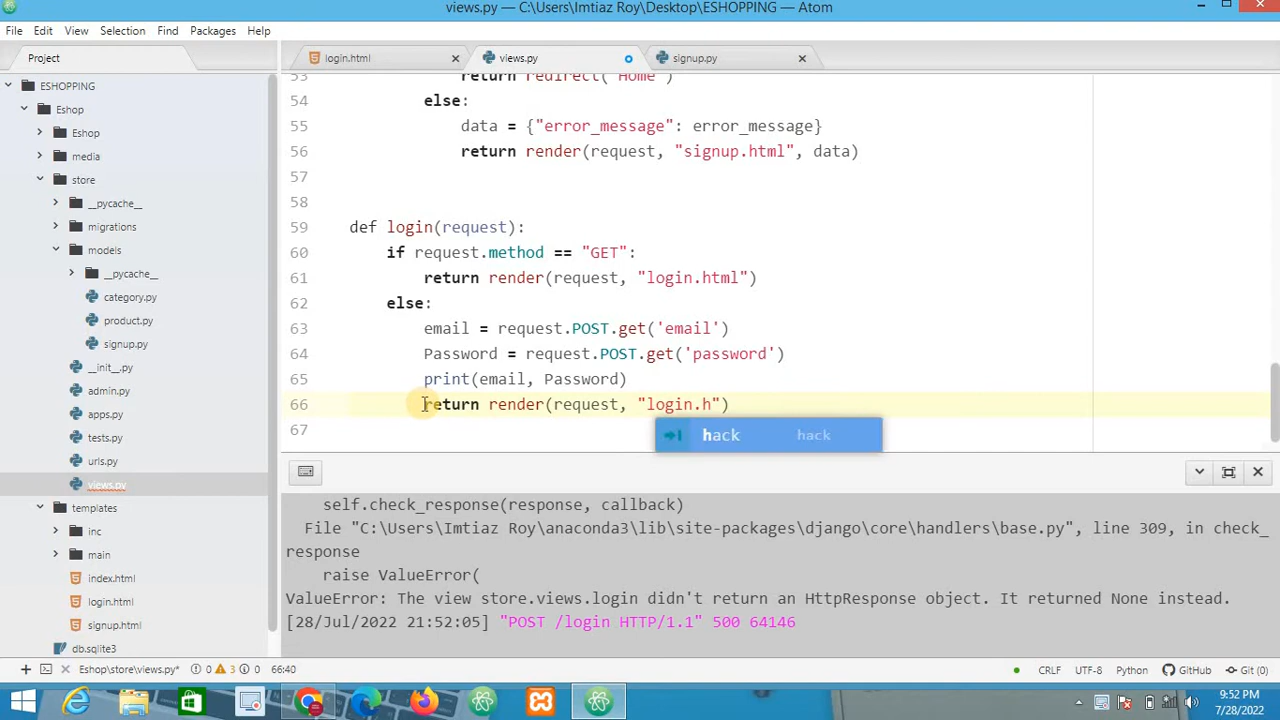 views.py — C:\Users\Imtiaz Roy\Desktop\ESHOPPING — Atom
File Edit View Selection Find Packages Help
Project
login.html
views.py
signup.py
ESHOPPING
Eshop
Eshop
media
store
__pycache__
migrations
models
__pycache__
category.py
product.py
signup.py
__init__.py
admin.py
apps.py
tests.py
urls.py
views.py
templates
inc
main
index.html
login.html
signup.html
db.sqlite3
53 return redirect("Home")
54 else:
55 data = {"error_message": error_message}
56 return render(request, "signup.html", data)
57
58
59 def login(request):
60 if request.method == "GET":
61 return render(request, "login.html")
62 else:
63 email = request.POST.get('email')
64 Password = request.POST.get('password')
65 print(email, Password)
66 return render(request, "login.h")
67
hack hack
self.check_response(response, callback)
File "C:\Users\Imtiaz Roy\anaconda3\lib\site-packages\django\core\handlers\base.py", line 309, in check_
response
raise ValueError(
ValueError: The view store.views.login didn't return an HttpResponse object. It returned None instead.
[28/Jul/2022 21:52:05] "POST /login HTTP/1.1" 500 64146
Eshop\store\views.py* 0 3 0 66:40 CRLF UTF-8 Python GitHub Git (0)
9:52 PM
7/28/2022